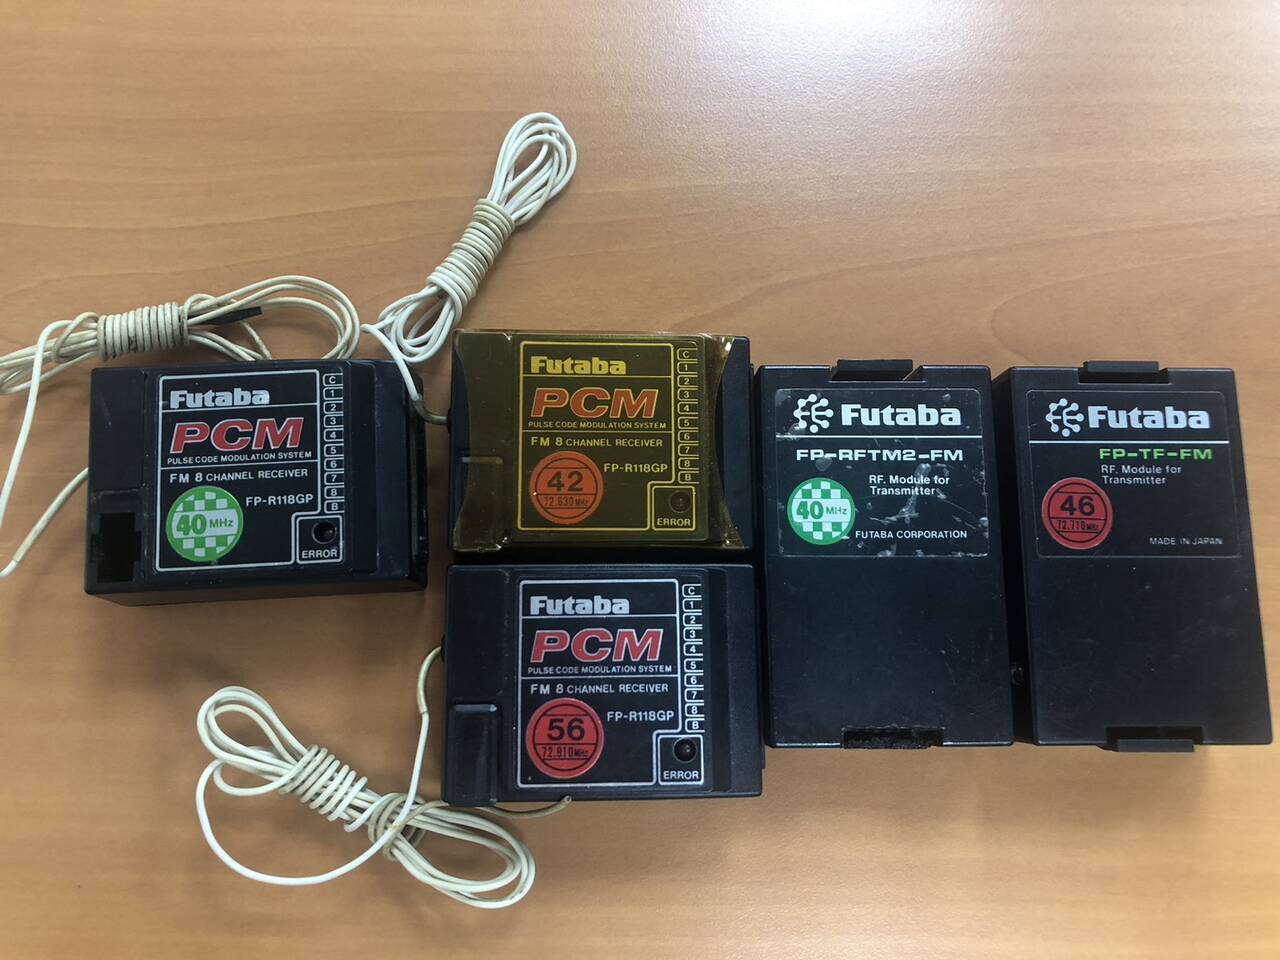 Futaba
PCM
PULSE CODE MODULATION SYSTEM
FM 8 CHANNEL RECEIVER
FP-R118GP
40 MHz
ERROR
C
1
2
3
4
5
6
7
8
B
Futaba
PCM
PULSE CODE MODULATION SYSTEM
FM 8 CHANNEL RECEIVER
FP-R118GP
42
72.630 MHz
ERROR
C
1
2
3
4
5
6
7
8
B
Futaba
PCM
PULSE CODE MODULATION SYSTEM
FM 8 CHANNEL RECEIVER
FP-R118GP
56
72.910 MHz
ERROR
C
1
2
3
4
5
6
7
8
B
Futaba
FP-RFTM2-FM
RF. Module for
Transmitter
40 MHz
FUTABA CORPORATION
Futaba
FP-TF-FM
RF. Module for
Transmitter
46
72.710 MHz
MADE IN JAPAN